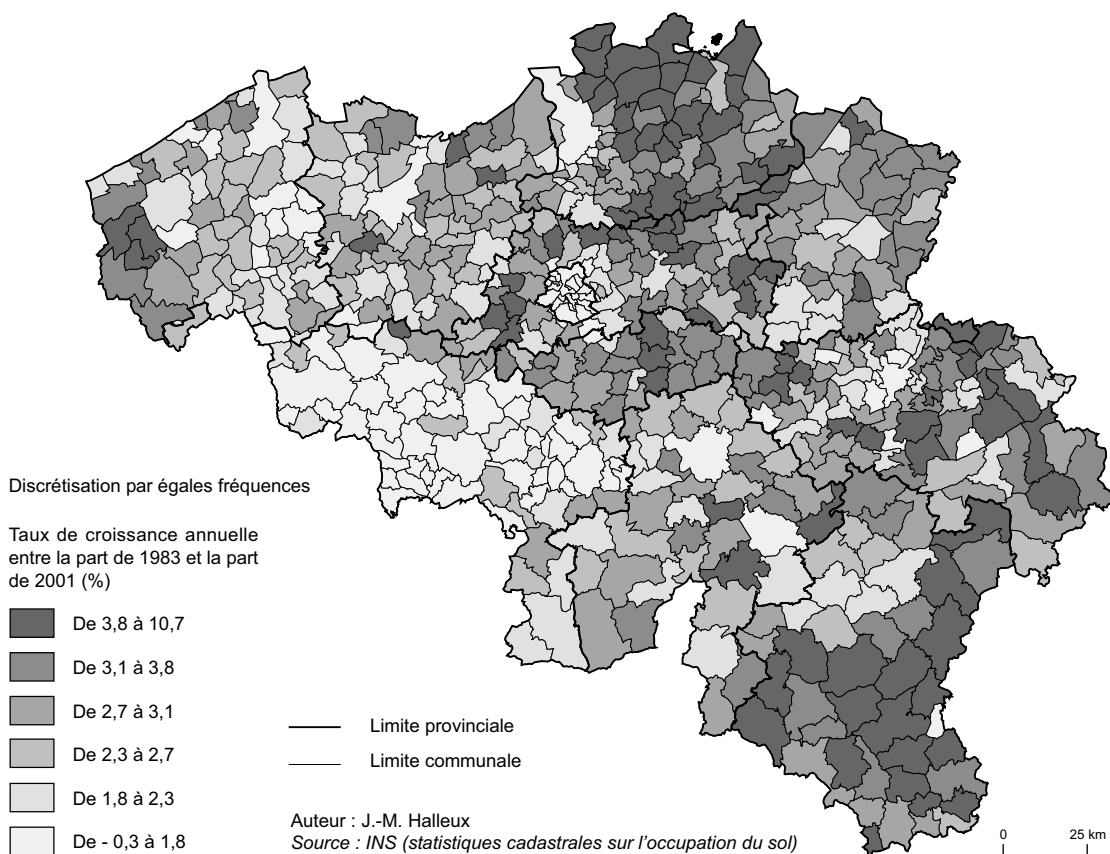 Discrétisation par égales fréquences
Taux de croissance annuelle
entre la part de 1983 et la part
de 2001 (%)
De 3,8 à 10,7
De 3,1 à 3,8
De 2,7 à 3,1
De 2,3 à 2,7
De 1,8 à 2,3
De - 0,3 à 1,8
Limite provinciale
Limite communale
Auteur : J.-M. Halleux
Source : INS (statistiques cadastrales sur l'occupation du sol)
0 25 km